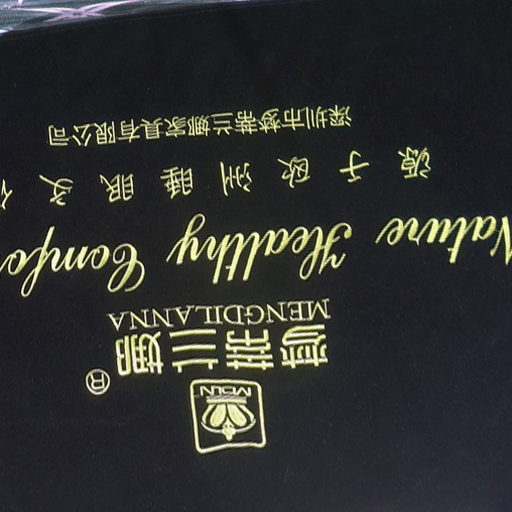 MDLN
梦蒂兰娜®
MENGDILANNA
Nature Healthy Comfo
源于欧洲睡眠文
深圳市梦蒂兰娜家具有限公司